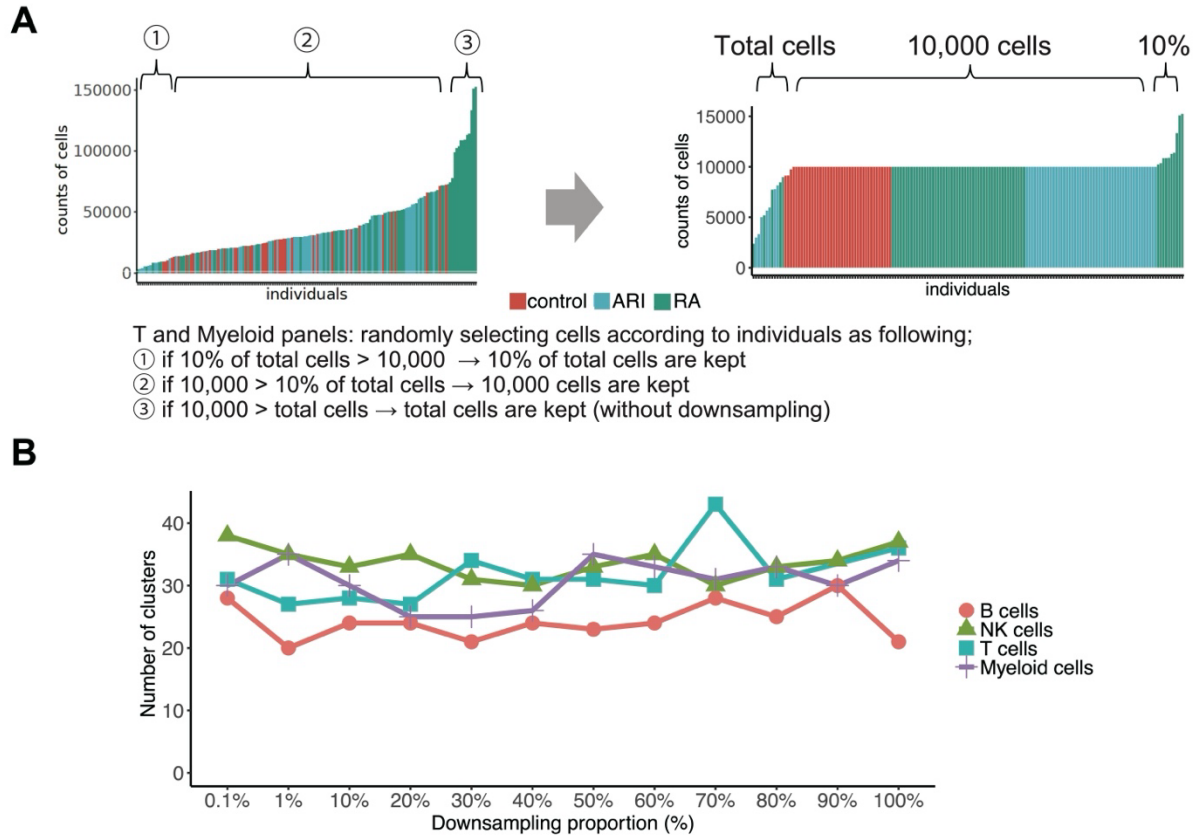 A
① ② ③
Total cells 10,000 cells 10%
150000
100000
50000
0
counts of cells
individuals
15000
10000
5000
0
counts of cells
individuals
control ARI RA
T and Myeloid panels: randomly selecting cells according to individuals as following;
① if 10% of total cells > 10,000 → 10% of total cells are kept
② if 10,000 > 10% of total cells → 10,000 cells are kept
③ if 10,000 > total cells → total cells are kept (without downsampling)
B
40
30
20
10
0
Number of clusters
0.1% 1% 10% 20% 30% 40% 50% 60% 70% 80% 90% 100%
Downsampling proportion (%)
B cells
NK cells
T cells
Myeloid cells